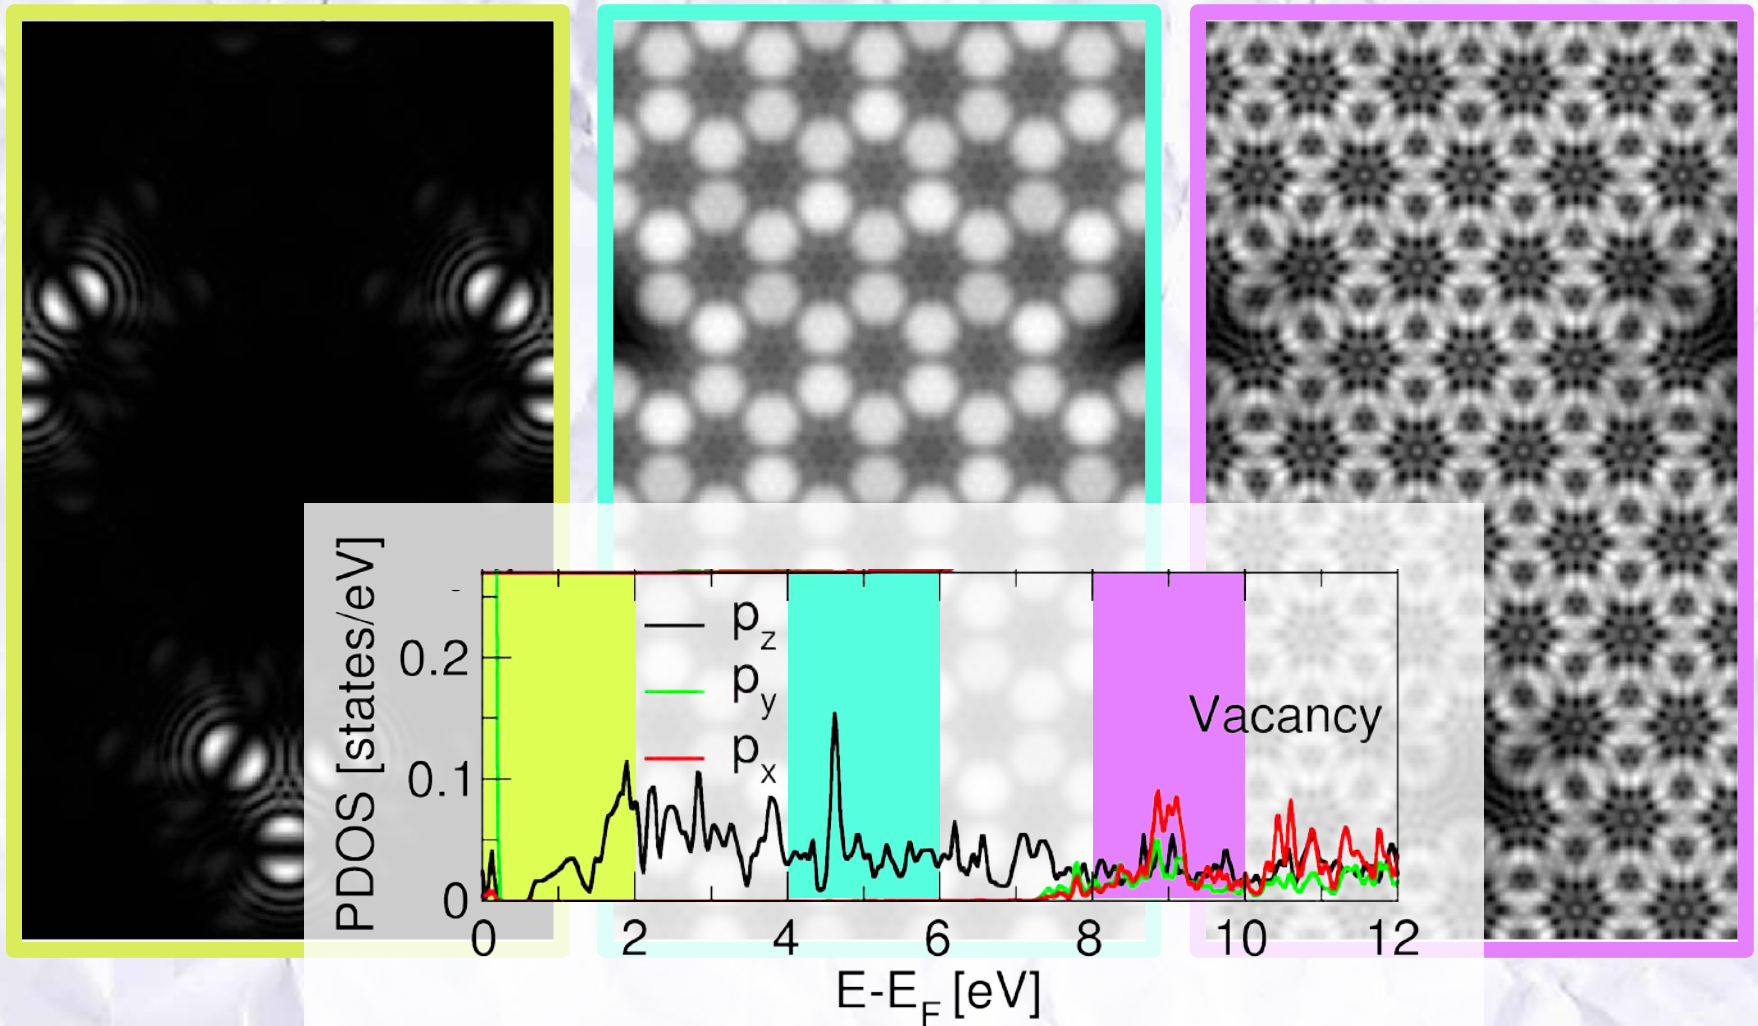 PDOS [states/eV]
0.2
0.1
0
p_z
p_y
p_x
Vacancy
0 2 4 6 8 10 12
E-E_F [eV]